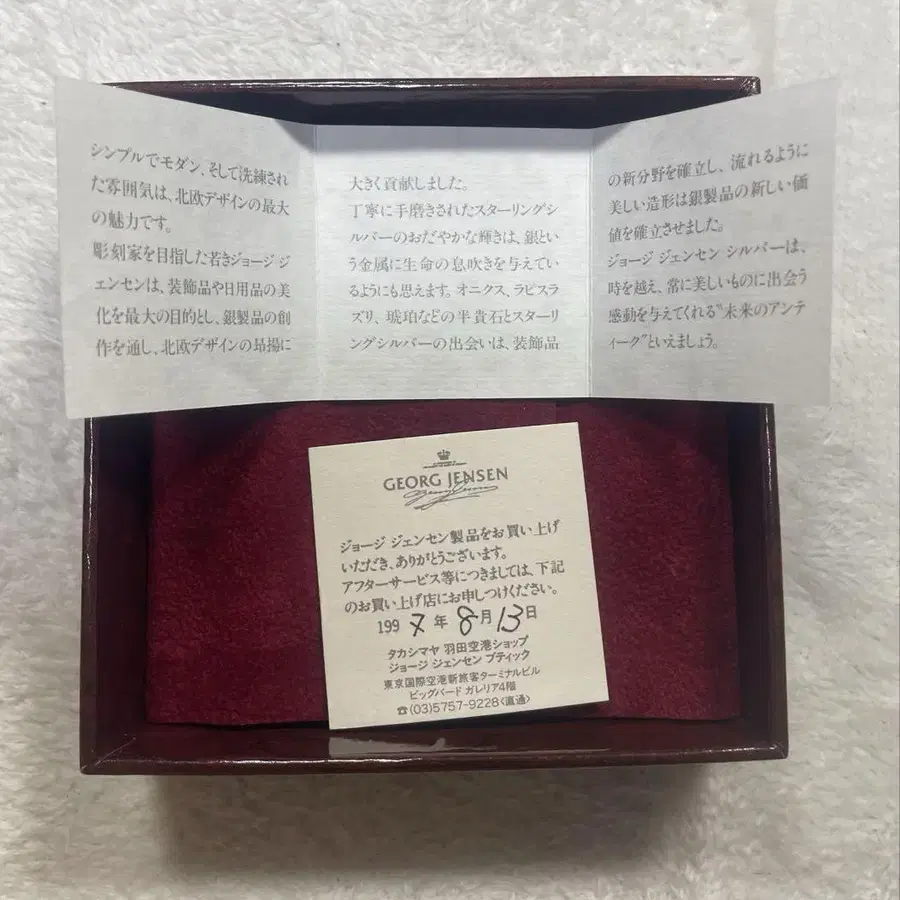 シンプルでモダン、そして洗練され
た雰囲気は、北欧デザインの最大
の魅力です。
彫刻家を目指した若きジョージ ジ
ェンセンは、装飾品や日用品の美
化を最大の目的とし、銀製品の創
作を通し、北欧デザインの昂揚に
大きく貢献しました。
丁寧に手磨きされたスターリングシ
ルバーのおだやかな輝きは、銀とい
う金属に生命の息吹きを与えてい
るようにも思えます。オニクス、ラピスラ
ズリ、琥珀などの半貴石とスターリ
ングシルバーの出会いは、装飾品
の新分野を確立し、流れるように
美しい造形は銀製品の新しい価
値を確立させました。
ジョージ ジェンセン シルバーは、
時を越え、常に美しいものに出会う
感動を与えてくれる"未来のアンテ
ィーク"といえましょう。
GEORG JENSEN
ジョージ ジェンセン製品をお買い上げ
いただき、ありがとうございます。
アフターサービス等につきましては、下記
のお買い上げ店にお申しつけください。
1997年8月13日
タカシマヤ 羽田空港ショップ
ジョージ ジェンセン ブティック
東京国際空港新旅客ターミナルビル
ビッグバード ガレリア4階
☎(03)5757-9228〈直通〉